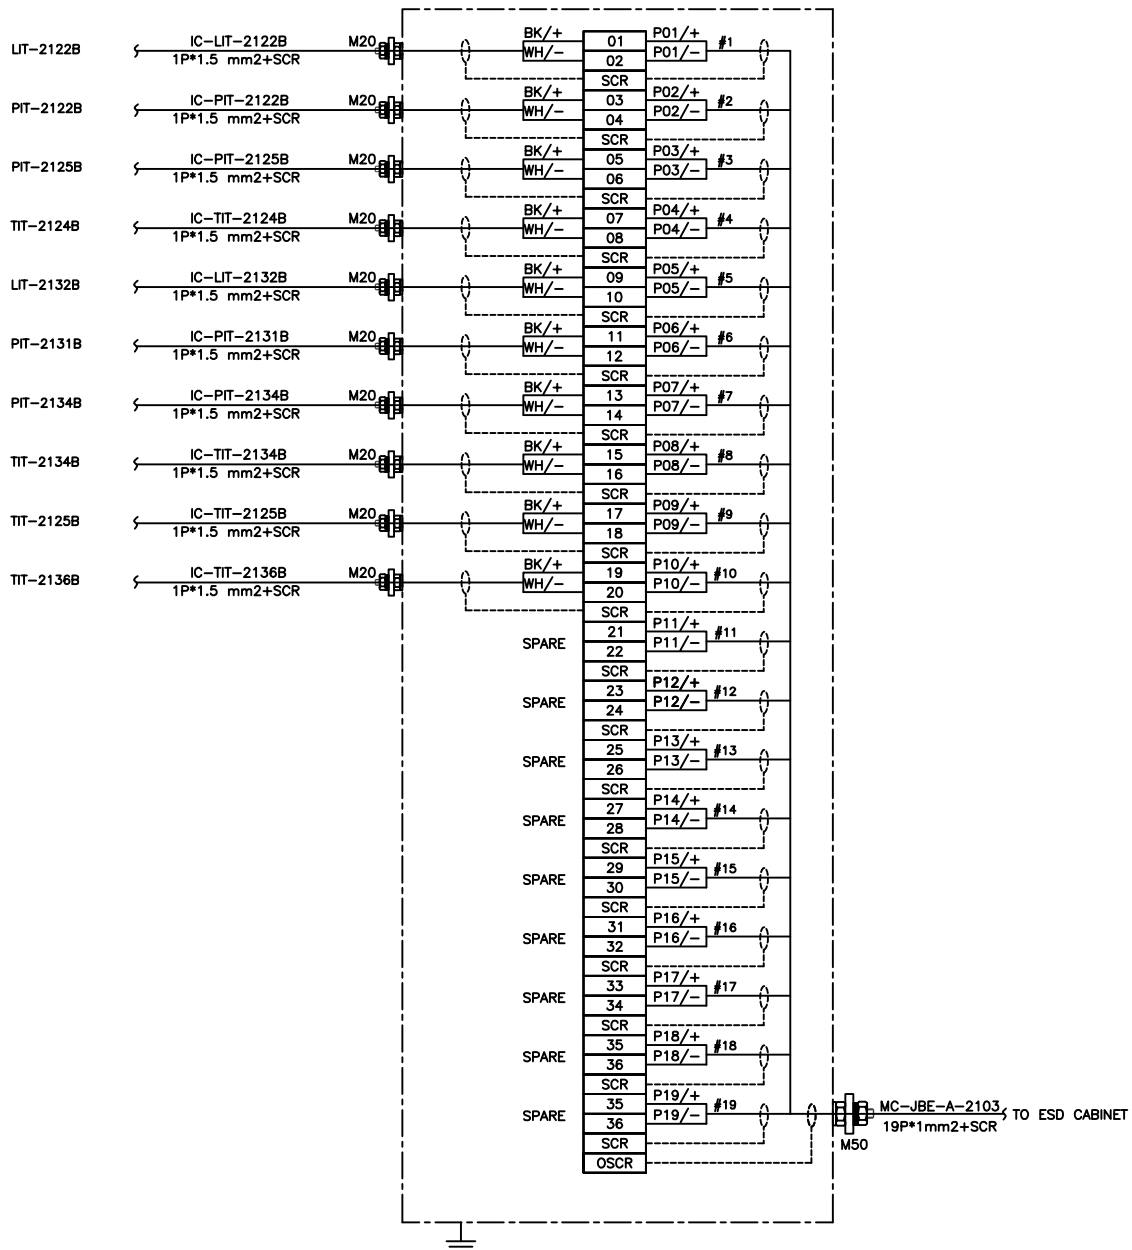 LIT-2122B IC-LIT-2122B M20 BK/+ 01 P01/+ #1
1P*1.5 mm2+SCR WH/- 02 P01/-
SCR
PIT-2122B IC-PIT-2122B M20 BK/+ 03 P02/+ #2
1P*1.5 mm2+SCR WH/- 04 P02/-
SCR
PIT-2125B IC-PIT-2125B M20 BK/+ 05 P03/+ #3
1P*1.5 mm2+SCR WH/- 06 P03/-
SCR
TIT-2124B IC-TIT-2124B M20 BK/+ 07 P04/+ #4
1P*1.5 mm2+SCR WH/- 08 P04/-
SCR
LIT-2132B IC-LIT-2132B M20 BK/+ 09 P05/+ #5
1P*1.5 mm2+SCR WH/- 10 P05/-
SCR
PIT-2131B IC-PIT-2131B M20 BK/+ 11 P06/+ #6
1P*1.5 mm2+SCR WH/- 12 P06/-
SCR
PIT-2134B IC-PIT-2134B M20 BK/+ 13 P07/+ #7
1P*1.5 mm2+SCR WH/- 14 P07/-
SCR
TIT-2134B IC-TIT-2134B M20 BK/+ 15 P08/+ #8
1P*1.5 mm2+SCR WH/- 16 P08/-
SCR
TIT-2125B IC-TIT-2125B M20 BK/+ 17 P09/+ #9
1P*1.5 mm2+SCR WH/- 18 P09/-
SCR
TIT-2136B IC-TIT-2136B M20 BK/+ 19 P10/+ #10
1P*1.5 mm2+SCR WH/- 20 P10/-
SCR
SPARE 21 P11/+ #11
22 P11/-
SCR
SPARE 23 P12/+ #12
24 P12/-
SCR
SPARE 25 P13/+ #13
26 P13/-
SCR
SPARE 27 P14/+ #14
28 P14/-
SCR
SPARE 29 P15/+ #15
30 P15/-
SCR
SPARE 31 P16/+ #16
32 P16/-
SCR
SPARE 33 P17/+ #17
34 P17/-
SCR
SPARE 35 P18/+ #18
36 P18/-
SCR
SPARE 35 P19/+ #19 MC-JBE-A-2103 TO ESD CABINET
36 P19/- 19P*1mm2+SCR
SCR M50
OSCR